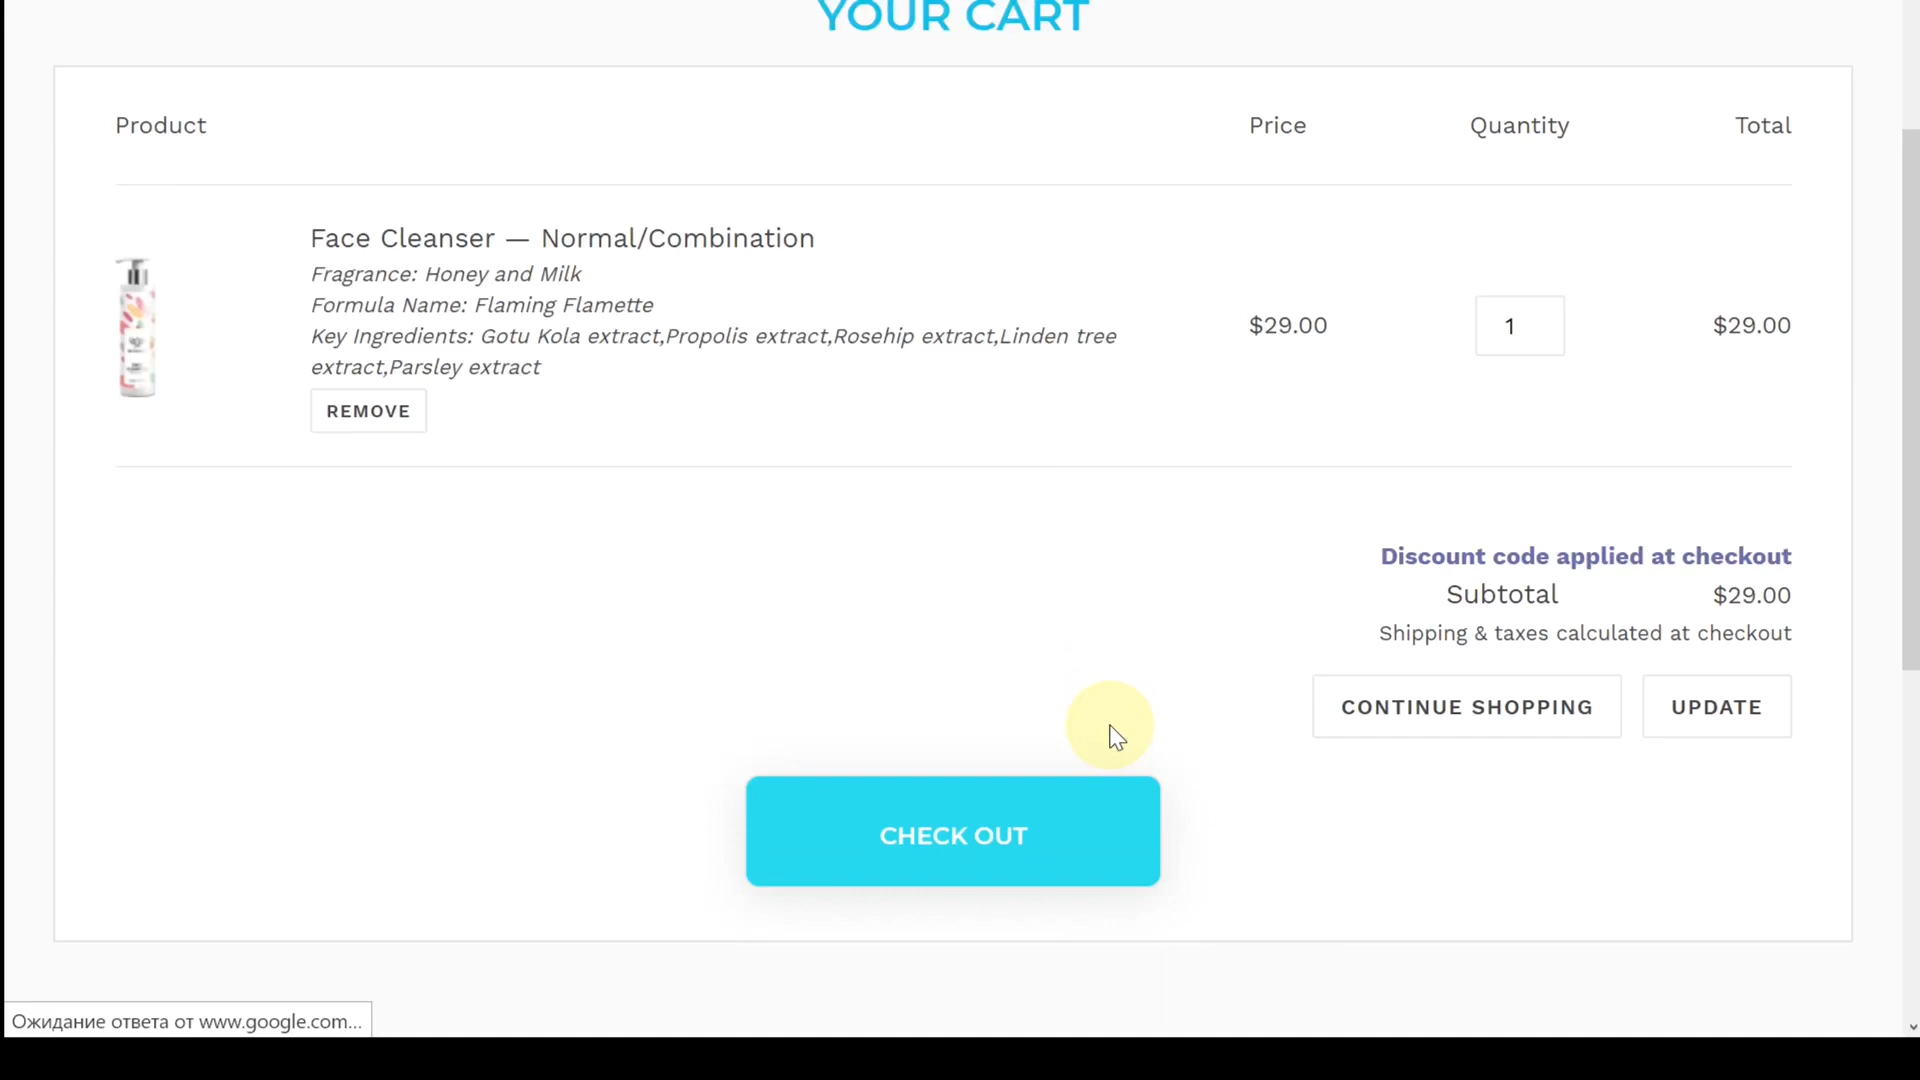 YOUR CART
Product Price Quantity Total
Face Cleanser — Normal/Combination
Fragrance: Honey and Milk
Formula Name: Flaming Flamette
Key Ingredients: Gotu Kola extract,Propolis extract,Rosehip extract,Linden tree
extract,Parsley extract
$29.00 1 $29.00
REMOVE
Discount code applied at checkout
Subtotal $29.00
Shipping & taxes calculated at checkout
CONTINUE SHOPPING UPDATE
CHECK OUT
Ожидание ответа от www.google.com...